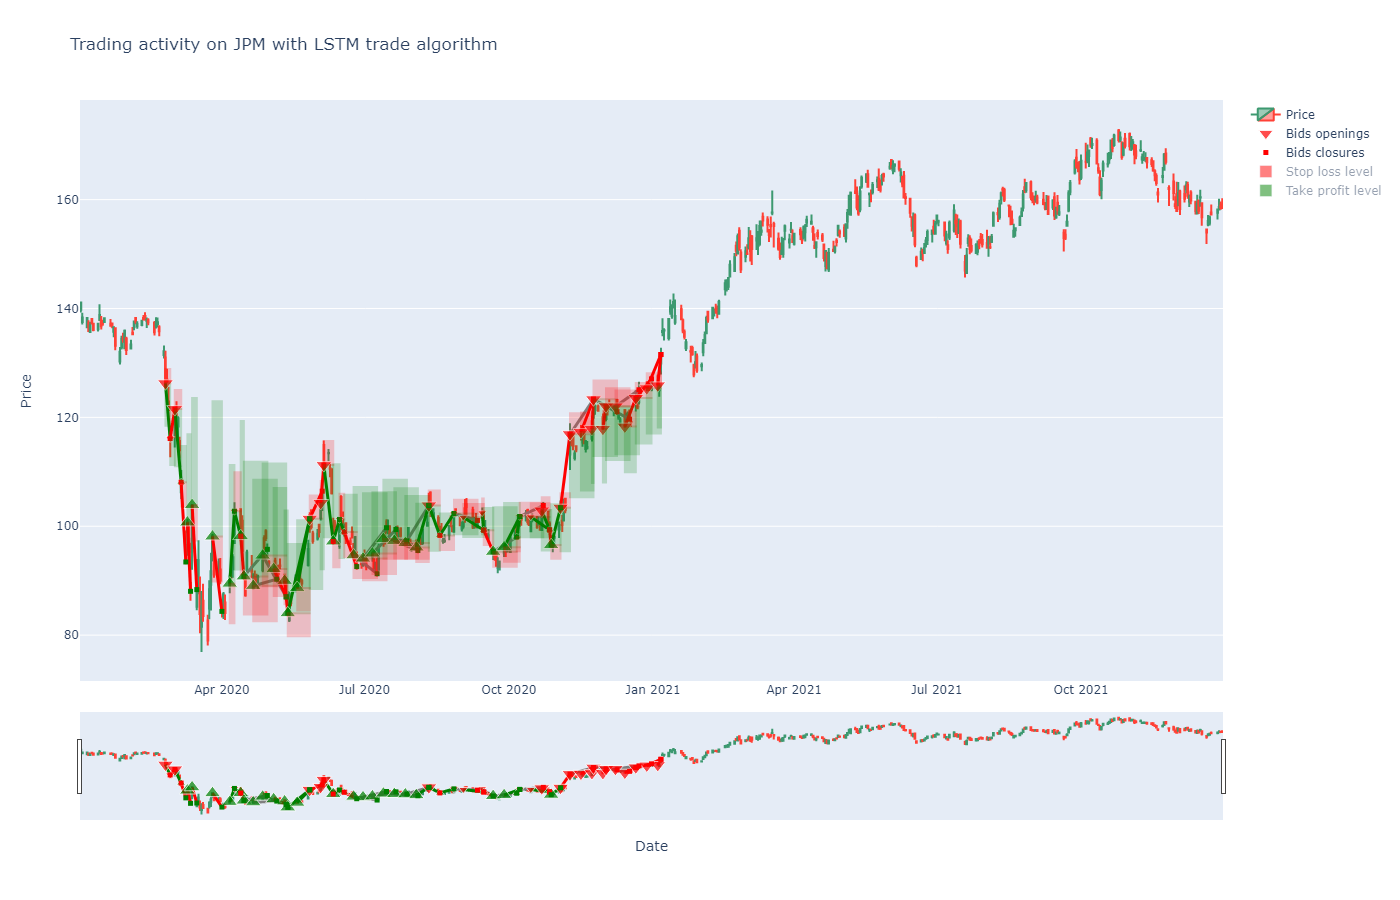 Trading activity on JPM with LSTM trade algorithm
Price
Bids openings
Bids closures
Stop loss level
Take profit level
Price
160
140
120
100
80
Apr 2020
Jul 2020
Oct 2020
Jan 2021
Apr 2021
Jul 2021
Oct 2021
Date